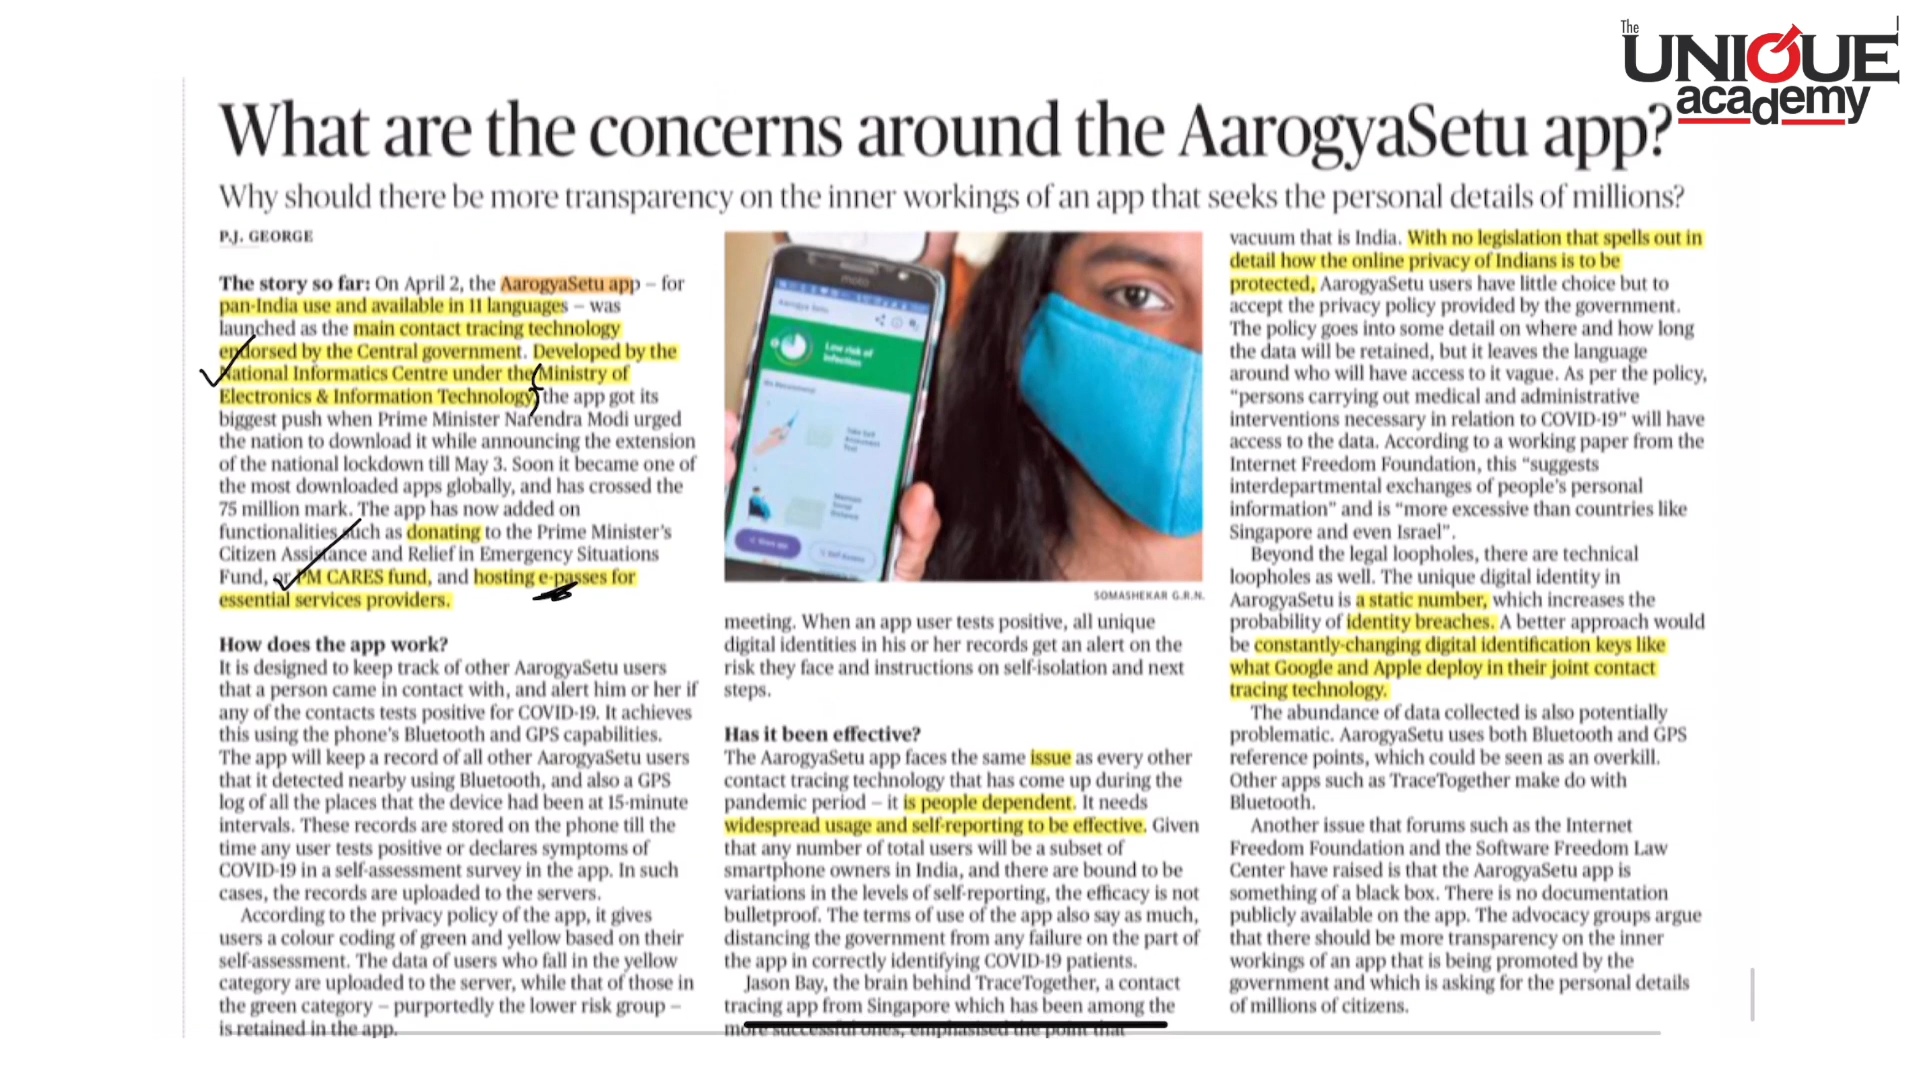 The
UNIQUE
academy
What are the concerns around the AarogyaSetu app?
Why should there be more transparency on the inner workings of an app that seeks the personal details of millions?
P.J. GEORGE
The story so far: On April 2, the AarogyaSetu app – for
pan-India use and available in 11 languages – was
launched as the main contact tracing technology
endorsed by the Central government. Developed by the
National Informatics Centre under the Ministry of
Electronics & Information Technology, the app got its
biggest push when Prime Minister Narendra Modi urged
the nation to download it while announcing the extension
of the national lockdown till May 3. Soon it became one of
the most downloaded apps globally, and has crossed the
75 million mark. The app has now added on
functionalities such as donating to the Prime Minister's
Citizen Assistance and Relief in Emergency Situations
Fund, or PM CARES fund, and hosting e-passes for
essential services providers.
How does the app work?
It is designed to keep track of other AarogyaSetu users
that a person came in contact with, and alert him or her if
any of the contacts tests positive for COVID-19. It achieves
this using the phone's Bluetooth and GPS capabilities.
The app will keep a record of all other AarogyaSetu users
that it detected nearby using Bluetooth, and also a GPS
log of all the places that the device had been at 15-minute
intervals. These records are stored on the phone till the
time any user tests positive or declares symptoms of
COVID-19 in a self-assessment survey in the app. In such
cases, the records are uploaded to the servers.
According to the privacy policy of the app, it gives
users a colour coding of green and yellow based on their
self-assessment. The data of users who fall in the yellow
category are uploaded to the server, while that of those in
the green category – purportedly the lower risk group –
is retained in the app.
moto
Aarogya Setu
Low risk of
infection
SOMASHEKAR G.R.N.
meeting. When an app user tests positive, all unique
digital identities in his or her records get an alert on the
risk they face and instructions on self-isolation and next
steps.
Has it been effective?
The AarogyaSetu app faces the same issue as every other
contact tracing technology that has come up during the
pandemic period – it is people dependent. It needs
widespread usage and self-reporting to be effective. Given
that any number of total users will be a subset of
smartphone owners in India, and there are bound to be
variations in the levels of self-reporting, the efficacy is not
bulletproof. The terms of use of the app also say as much,
distancing the government from any failure on the part of
the app in correctly identifying COVID-19 patients.
Jason Bay, the brain behind TraceTogether, a contact
tracing app from Singapore which has been among the
more successful ones, emphasised the point that
vacuum that is India. With no legislation that spells out in
detail how the online privacy of Indians is to be
protected, AarogyaSetu users have little choice but to
accept the privacy policy provided by the government.
The policy goes into some detail on where and how long
the data will be retained, but it leaves the language
around who will have access to it vague. As per the policy,
"persons carrying out medical and administrative
interventions necessary in relation to COVID-19" will have
access to the data. According to a working paper from the
Internet Freedom Foundation, this "suggests
interdepartmental exchanges of people's personal
information" and is "more excessive than countries like
Singapore and even Israel".
Beyond the legal loopholes, there are technical
loopholes as well. The unique digital identity in
AarogyaSetu is a static number, which increases the
probability of identity breaches. A better approach would
be constantly-changing digital identification keys like
what Google and Apple deploy in their joint contact
tracing technology.
The abundance of data collected is also potentially
problematic. AarogyaSetu uses both Bluetooth and GPS
reference points, which could be seen as an overkill.
Other apps such as TraceTogether make do with
Bluetooth.
Another issue that forums such as the Internet
Freedom Foundation and the Software Freedom Law
Center have raised is that the AarogyaSetu app is
something of a black box. There is no documentation
publicly available on the app. The advocacy groups argue
that there should be more transparency on the inner
workings of an app that is being promoted by the
government and which is asking for the personal details
of millions of citizens.